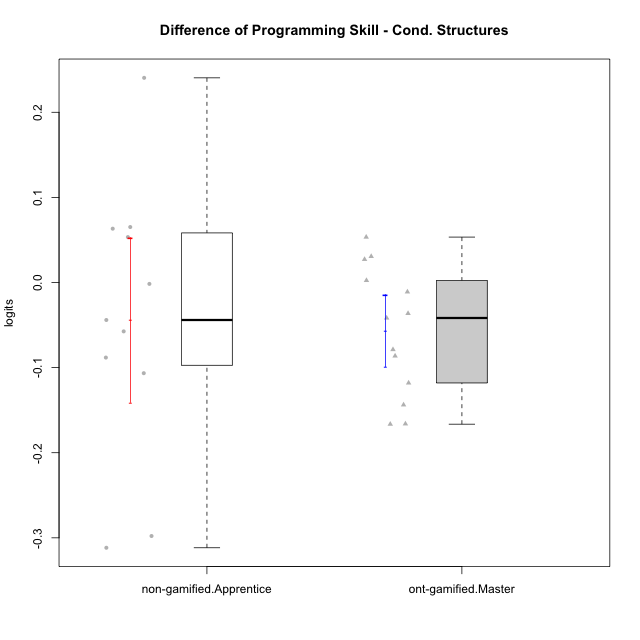 Difference of Programming Skill - Cond. Structures
logits
0.2
0.1
0.0
-0.1
-0.2
-0.3
non-gamified.Apprentice
ont-gamified.Master